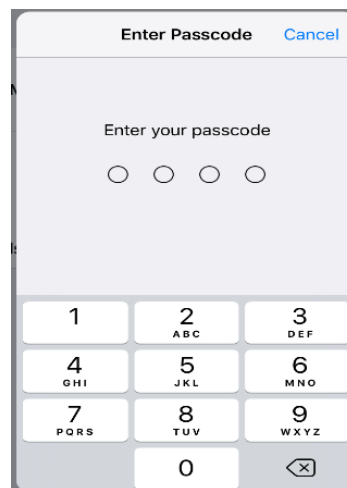 Enter Passcode Cancel
Enter your passcode
1 2 3
ABC DEF
4 5 6
GHI JKL MNO
7 8 9
PQRS TUV WXYZ
0